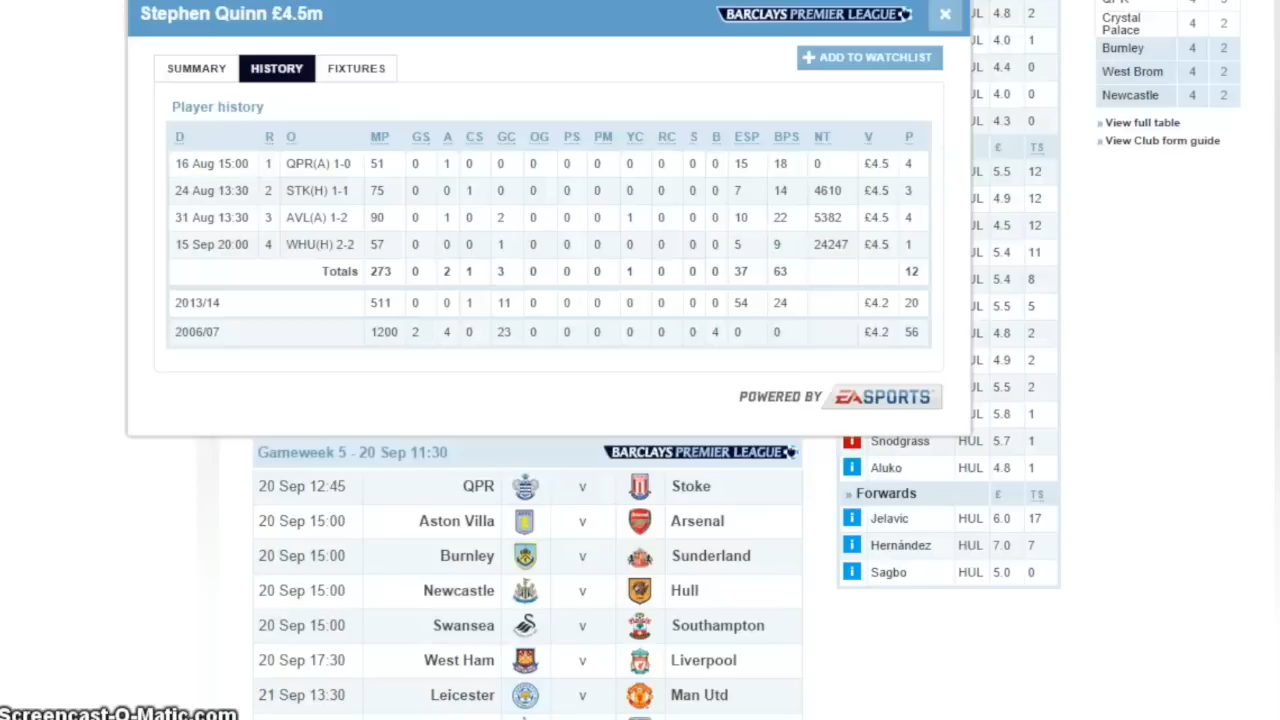 Stephen Quinn £4.5m
BARCLAYS PREMIER LEAGUE
×
ADD TO WATCHLIST
SUMMARY HISTORY FIXTURES
Player history
D R O MP GS A CS GC OG PS PM YC RC S B ESP BPS NT V P
16 Aug 15:00 1 QPR(A) 1-0 51 0 1 0 0 0 0 0 0 0 0 0 15 18 0 £4.5 4
24 Aug 13:30 2 STK(H) 1-1 75 0 0 1 0 0 0 0 0 0 0 0 7 14 4610 £4.5 3
31 Aug 13:30 3 AVL(A) 1-2 90 0 1 0 2 0 0 0 1 0 0 0 10 22 5382 £4.5 4
15 Sep 20:00 4 WHU(H) 2-2 57 0 0 0 1 0 0 0 0 0 0 0 5 9 24247 £4.5 1
Totals 273 0 2 1 3 0 0 0 1 0 0 0 37 63 12
2013/14 511 0 0 1 11 0 0 0 0 0 0 0 54 24 £4.2 20
2006/07 1200 2 4 0 23 0 0 0 0 0 0 4 0 0 £4.2 56
POWERED BY EA SPORTS
Gameweek 5 - 20 Sep 11:30
BARCLAYS PREMIER LEAGUE
20 Sep 12:45 QPR v Stoke
20 Sep 15:00 Aston Villa v Arsenal
20 Sep 15:00 Burnley v Sunderland
20 Sep 15:00 Newcastle v Hull
20 Sep 15:00 Swansea v Southampton
20 Sep 17:30 West Ham v Liverpool
21 Sep 13:30 Leicester v Man Utd
UL 4.8 2
UL 4.0 1
UL 4.4 0
UL 4.0 0
UL 4.3 0
£ TS
UL 5.5 12
UL 4.9 12
UL 4.5 12
UL 5.4 11
UL 5.4 8
UL 5.5 5
UL 4.8 2
UL 4.9 2
UL 5.5 2
UL 5.8 1
i Snodgrass HUL 5.7 1
i Aluko HUL 4.8 1
» Forwards £ TS
i Jelavic HUL 6.0 17
i Hernández HUL 7.0 7
i Sagbo HUL 5.0 0
Crystal Palace 4 2
Burnley 4 2
West Brom 4 2
Newcastle 4 2
» View full table
» View Club form guide
Screencast-O-Matic.com